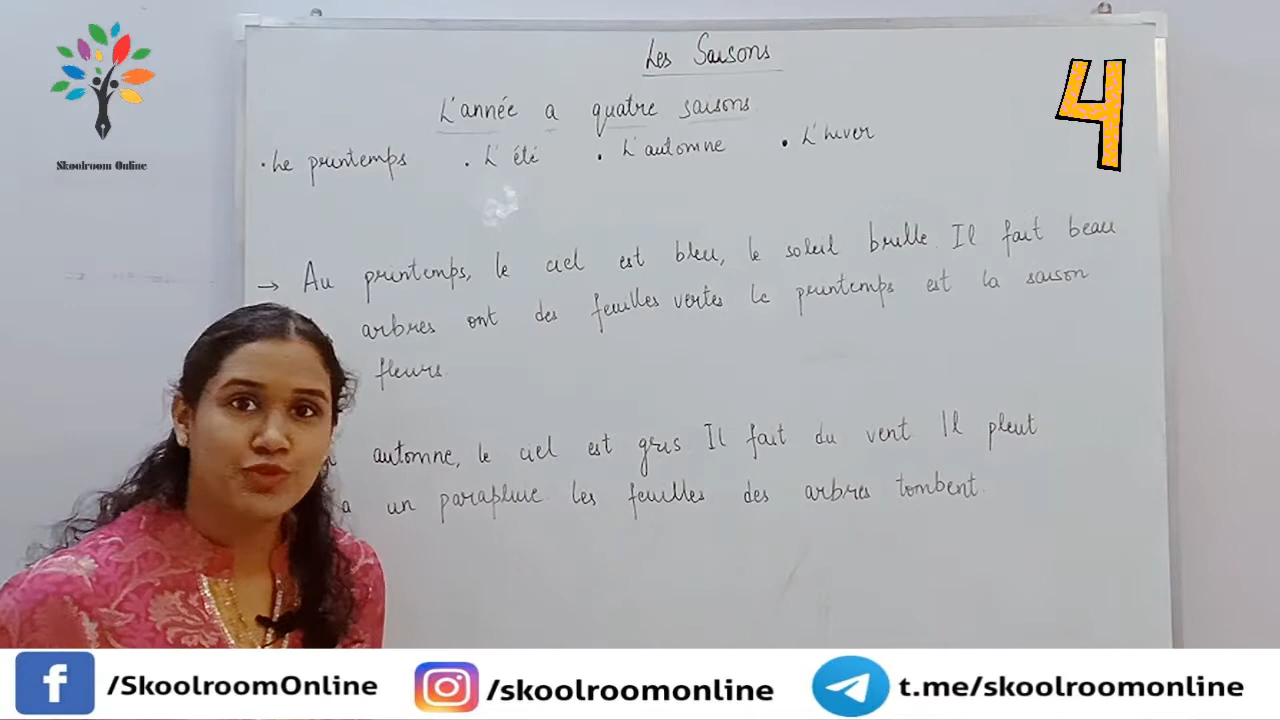 Les Saisons
4
L'année a quatre saisons
• Le printemps • L'été • L'automne • L'hiver
Skoolroom Online
→ Au printemps, le ciel est bleu, le soleil brille. Il fait beau
arbres ont des feuilles vertes le printemps est la saison
fleurs.
automne, le ciel est gris Il fait du vent Il pleut
a un parapluie. les feuilles des arbres tombent.
/SkoolroomOnline /skoolroomonline t.me/skoolroomonline